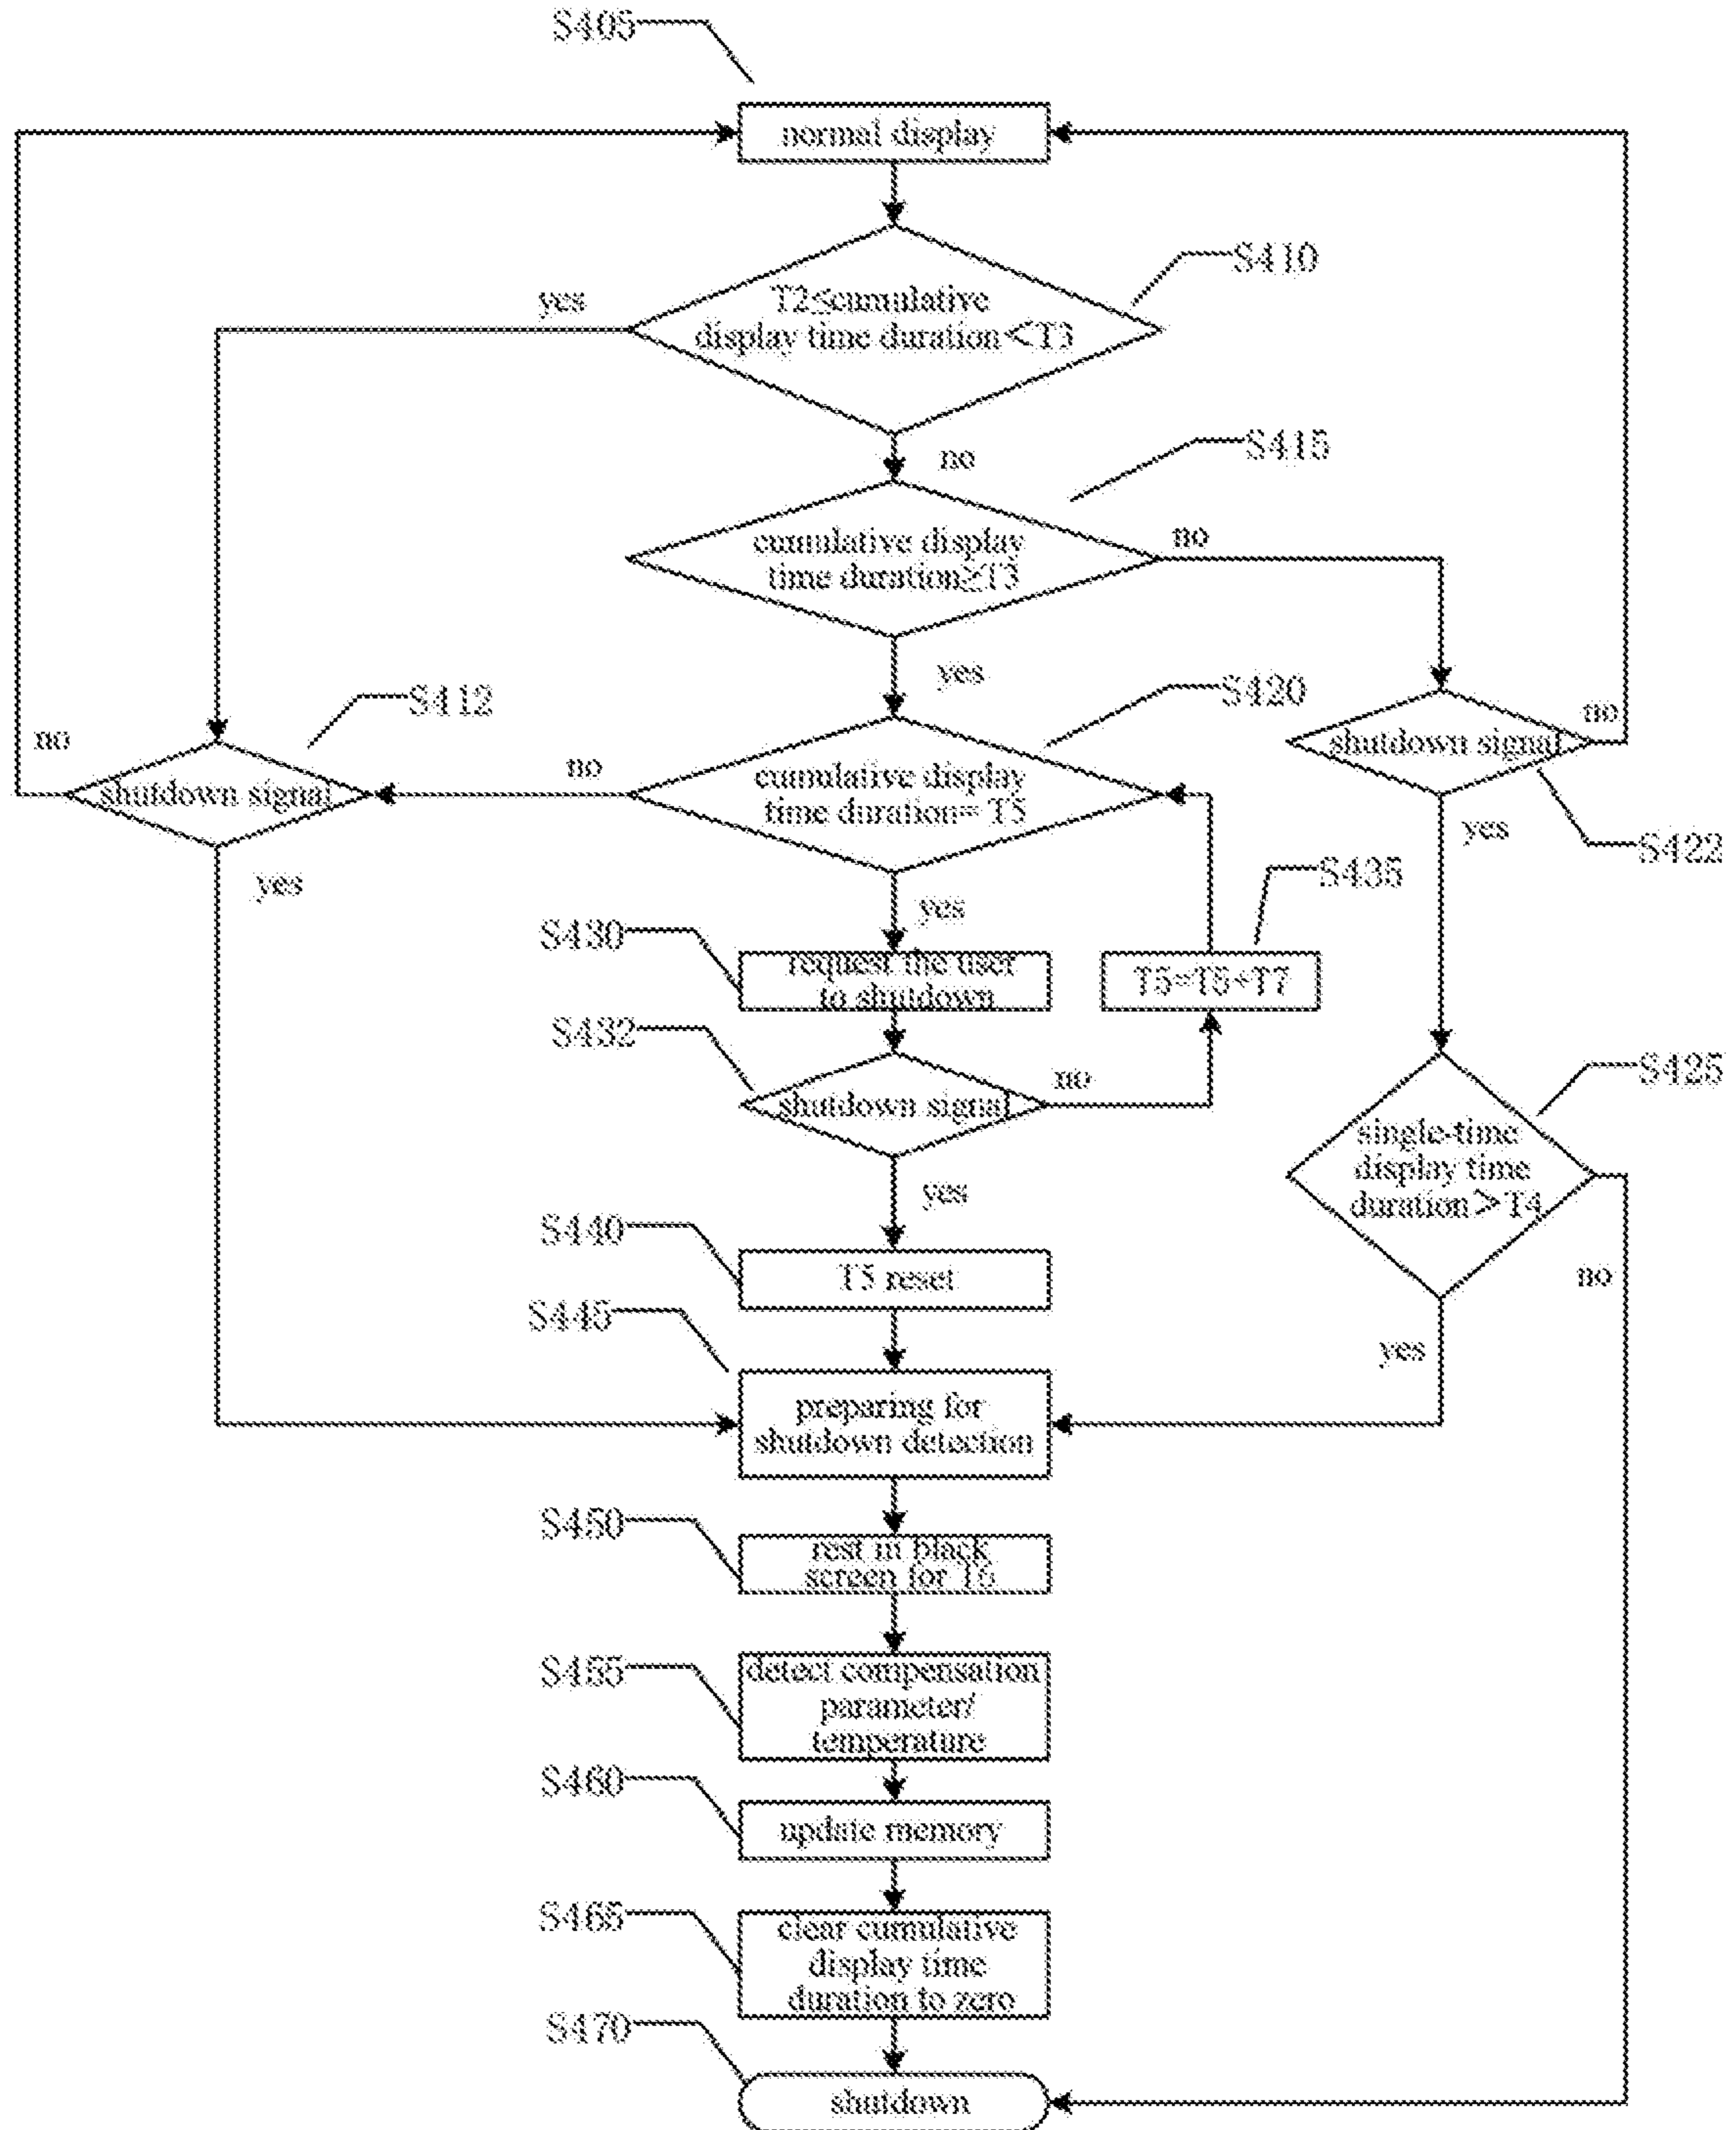 S405
normal display
S410
T2≤cumulative
display time duration<T3
yes
no
S415
cumulative display
time duration≥T3
no
yes
S412
S420
no
shutdown signal
no
cumulative display
time duration= T5
shutdown signal
no
S422
yes
yes
yes
S435
S430
request the user
to shutdown
T5=T5+T7
S432
shutdown signal
no
S425
single-time
display time
duration>T4
yes
no
S440
T5 reset
yes
S445
preparing for
shutdown detection
S450
rest in black
screen for T6
S455
detect compensation
parameter/
temperature
S460
update memory
S465
clear cumulative
display time
duration to zero
S470
shutdown